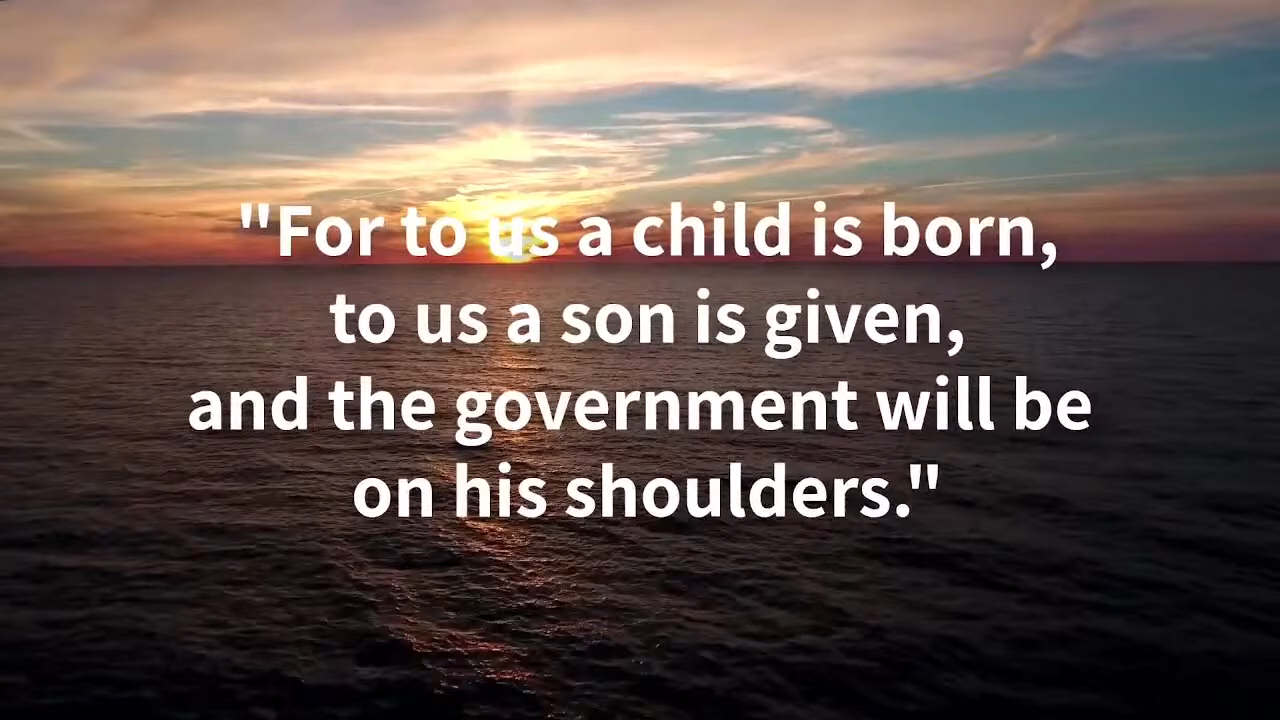 "For to us a child is born,
to us a son is given,
and the government will be
on his shoulders."